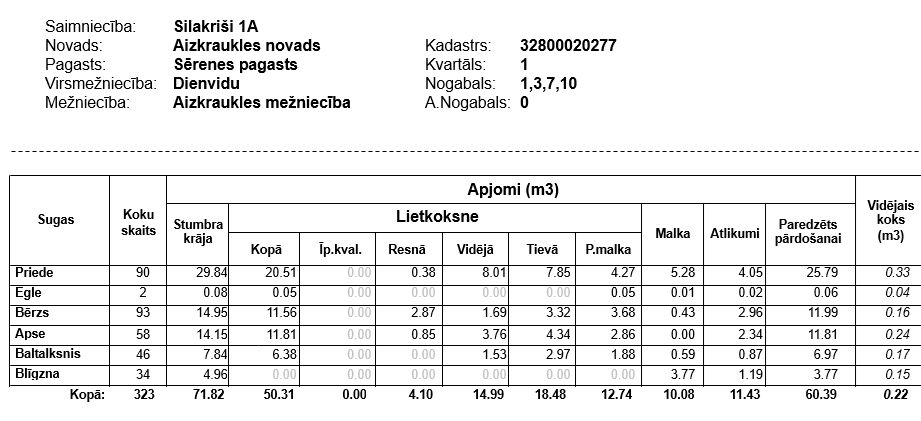 Saimniecība: Silakriši 1A
Novads: Aizkraukles novads Kadastrs: 32800020277
Pagasts: Sērenes pagasts Kvartāls: 1
Virsmežniecība: Dienvidu Nogabals: 1,3,7,10
Mežniecība: Aizkraukles mežniecība A.Nogabals: 0
Apjomi (m3)
Sugas Koku skaits Stumbra krāja Lietkoksne Malka Atlikumi Paredzēts pārdošanai Vidējais koks (m3)
Kopā Īp.kval. Resnā Vidējā Tievā P.malka
Priede 90 29.84 20.51 0.00 0.38 8.01 7.85 4.27 5.28 4.05 25.79 0.33
Egle 2 0.08 0.05 0.00 0.00 0.00 0.00 0.05 0.01 0.02 0.06 0.04
Bērzs 93 14.95 11.56 0.00 2.87 1.69 3.32 3.68 0.43 2.96 11.99 0.16
Apse 58 14.15 11.81 0.00 0.85 3.76 4.34 2.86 0.00 2.34 11.81 0.24
Baltalksnis 46 7.84 6.38 0.00 0.00 1.53 2.97 1.88 0.59 0.87 6.97 0.17
Blīgzna 34 4.96 0.00 0.00 0.00 0.00 0.00 0.00 3.77 1.19 3.77 0.15
Kopā: 323 71.82 50.31 0.00 4.10 14.99 18.48 12.74 10.08 11.43 60.39 0.22